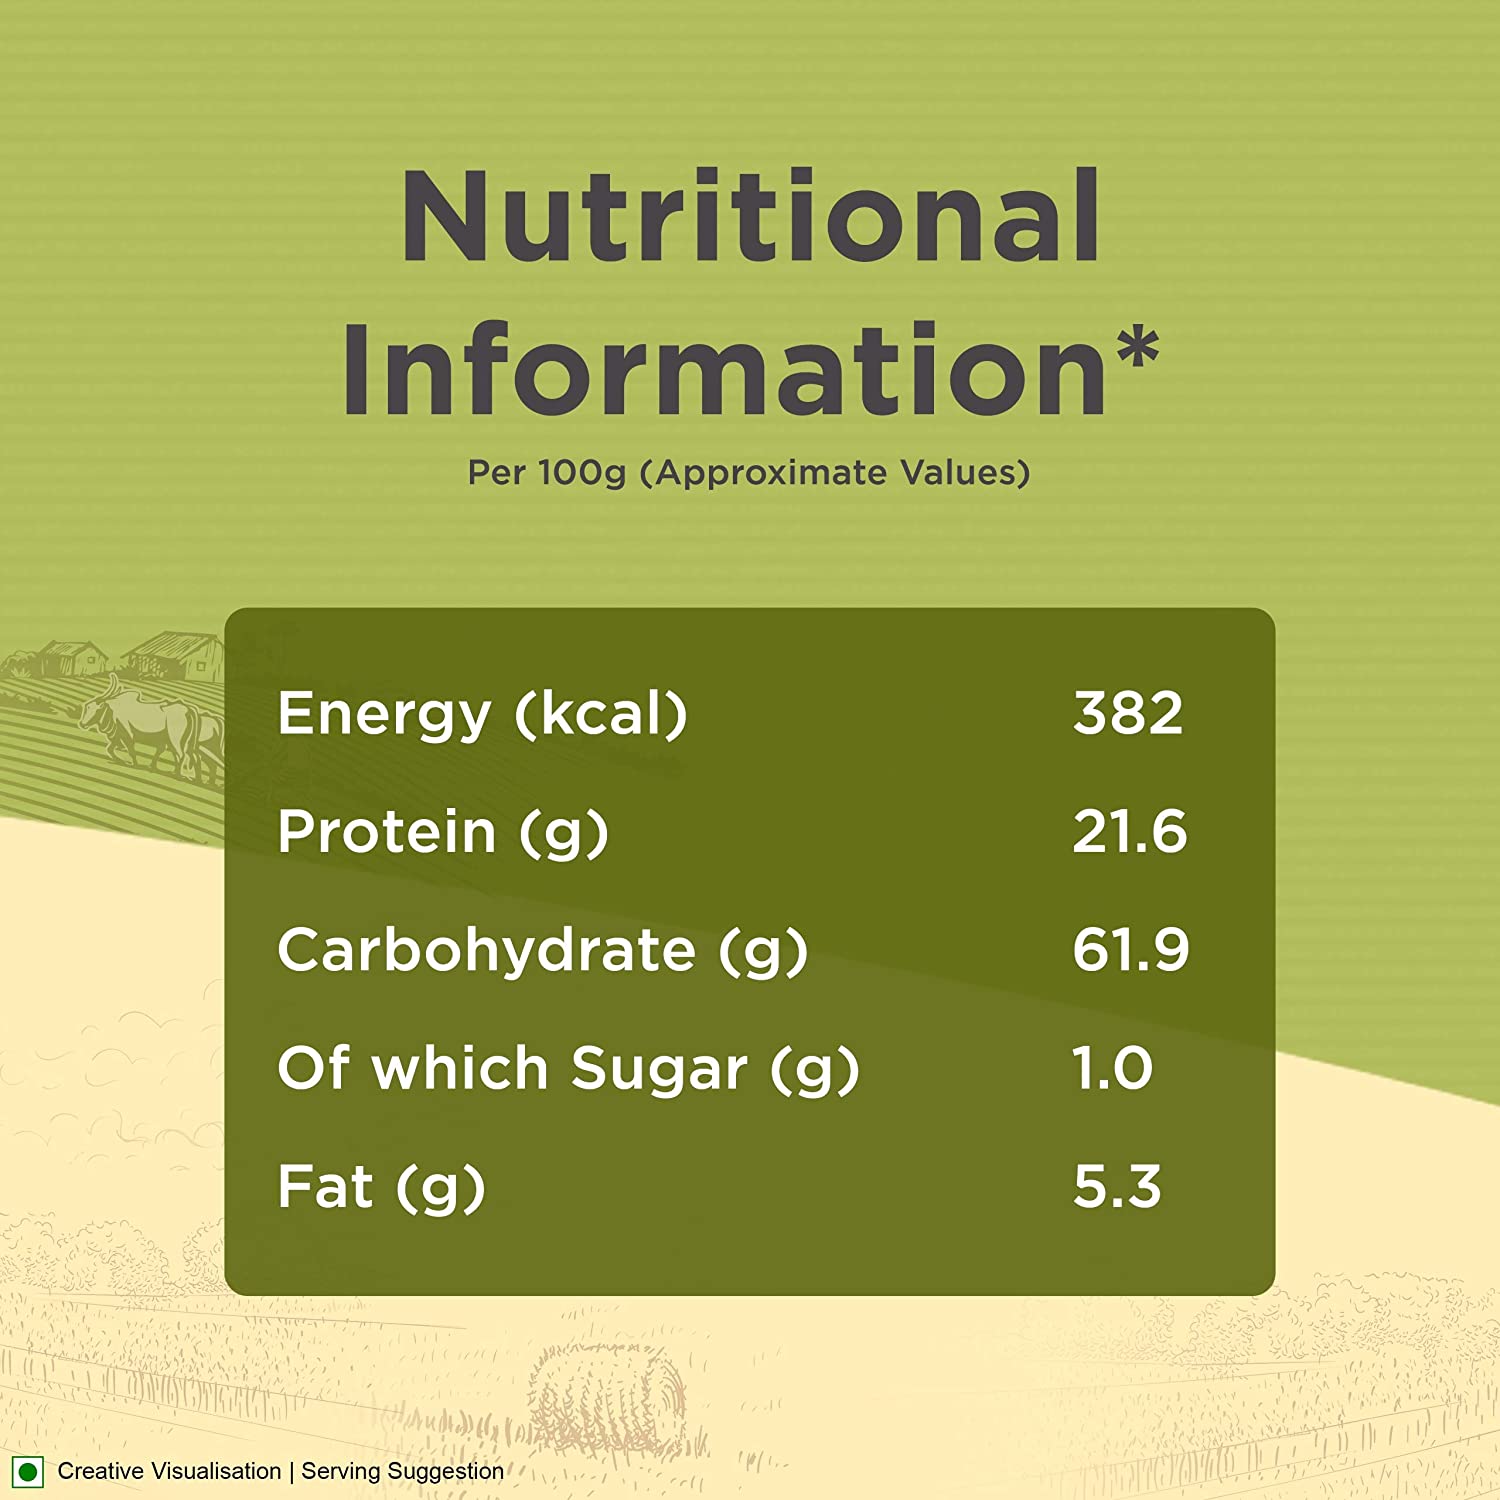 Nutritional
Information*
Per 100g (Approximate Values)
Energy (kcal) 382
Protein (g) 21.6
Carbohydrate (g) 61.9
Of which Sugar (g) 1.0
Fat (g) 5.3
Creative Visualisation | Serving Suggestion